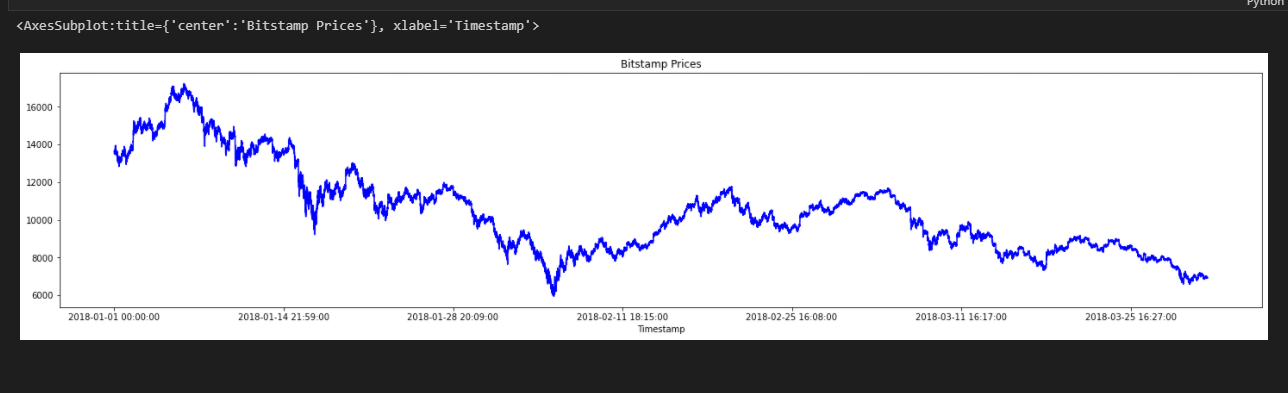 Python
<AxesSubplot:title={'center':'Bitstamp Prices'}, xlabel='Timestamp'>
Bitstamp Prices
16000
14000
12000
10000
8000
6000
2018-01-01 00:00:00 2018-01-14 21:59:00 2018-01-28 20:09:00 2018-02-11 18:15:00 2018-02-25 16:08:00 2018-03-11 16:17:00 2018-03-25 16:27:00
Timestamp